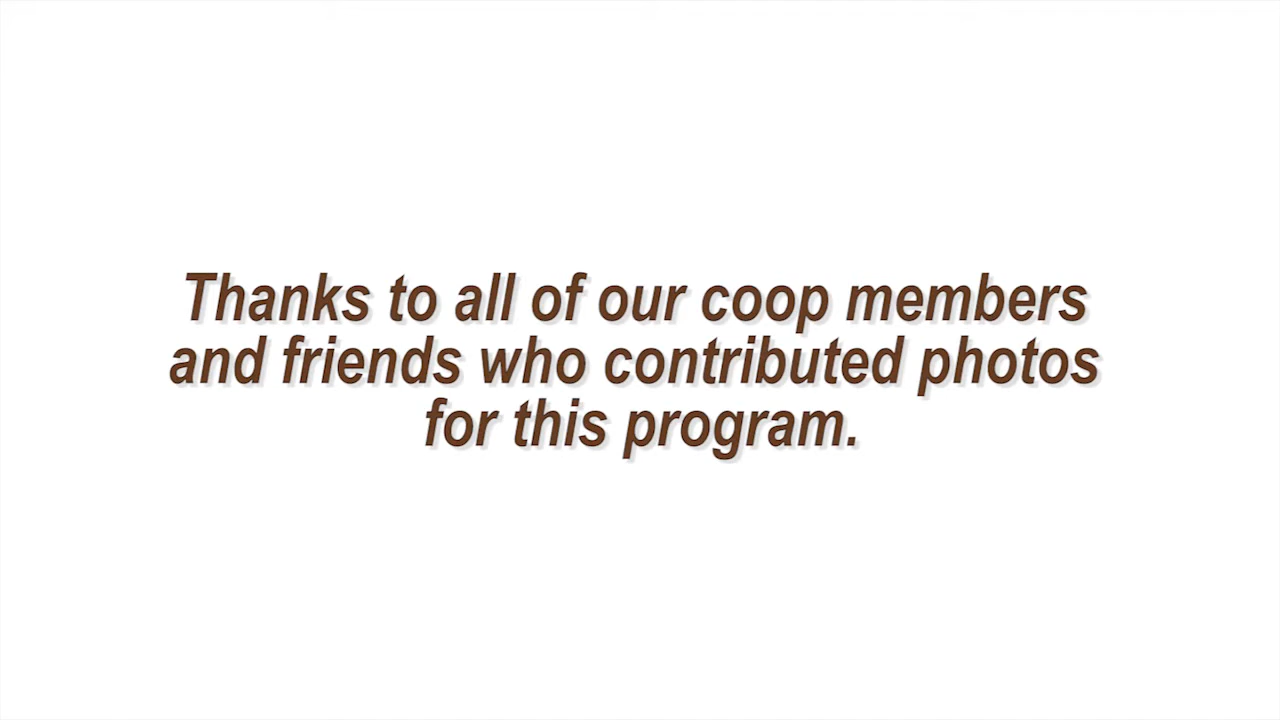 Thanks to all of our coop members
and friends who contributed photos
for this program.